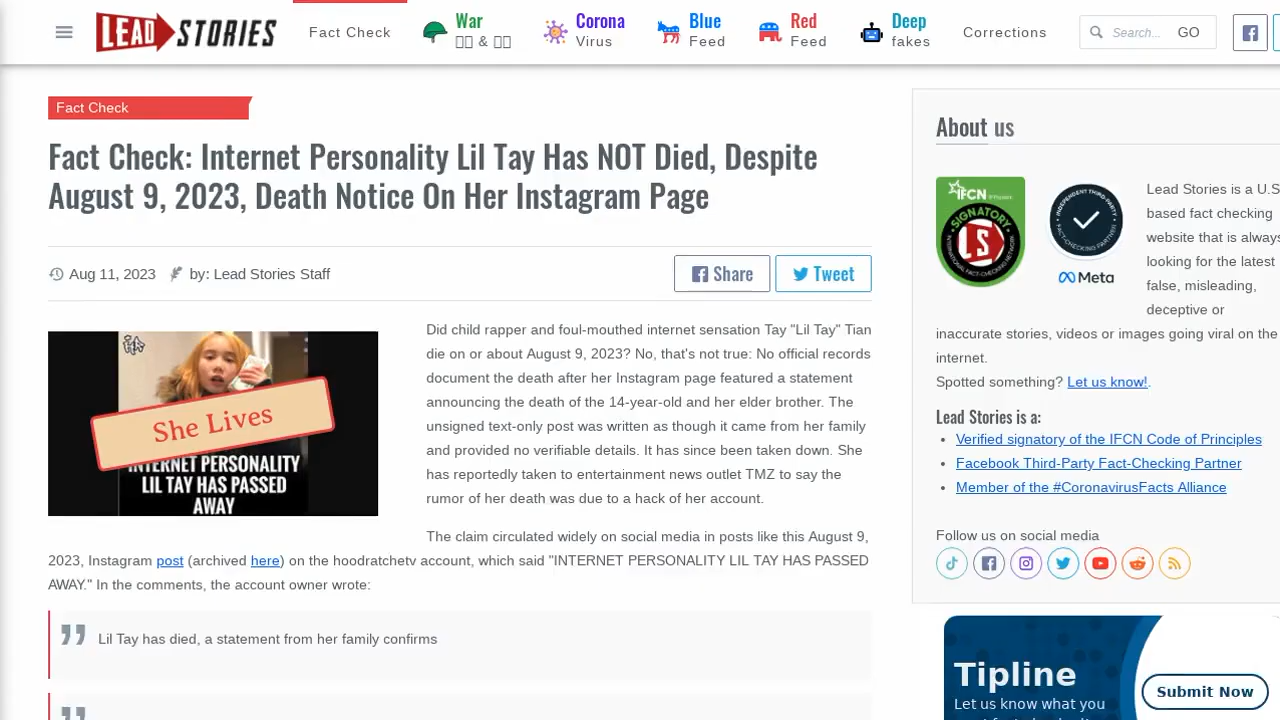 LEAD STORIES
Fact Check
War
&
Corona
Virus
Blue
Feed
Red
Feed
Deep
fakes
Corrections
Search...
GO
Fact Check
Fact Check: Internet Personality Lil Tay Has NOT Died, Despite
August 9, 2023, Death Notice On Her Instagram Page
Aug 11, 2023
by: Lead Stories Staff
Share
Tweet
She Lives
INTERNET PERSONALITY
LIL TAY HAS PASSED
AWAY
Did child rapper and foul-mouthed internet sensation Tay "Lil Tay" Tian
die on or about August 9, 2023? No, that's not true: No official records
document the death after her Instagram page featured a statement
announcing the death of the 14-year-old and her elder brother. The
unsigned text-only post was written as though it came from her family
and provided no verifiable details. It has since been taken down. She
has reportedly taken to entertainment news outlet TMZ to say the
rumor of her death was due to a hack of her account.
The claim circulated widely on social media in posts like this August 9,
2023, Instagram post (archived here) on the hoodratchetv account, which said "INTERNET PERSONALITY LIL TAY HAS PASSED
AWAY." In the comments, the account owner wrote:
Lil Tay has died, a statement from her family confirms
About us
IFCN
SIGNATORY
LS
INDEPENDENT THIRD-PARTY
FACT-CHECKING PARTNER
Meta
Lead Stories is a U.S
based fact checking
website that is always
looking for the latest
false, misleading,
deceptive or
inaccurate stories, videos or images going viral on the
internet.
Spotted something? Let us know!.
Lead Stories is a:
• Verified signatory of the IFCN Code of Principles
• Facebook Third-Party Fact-Checking Partner
• Member of the #CoronavirusFacts Alliance
Follow us on social media
Tipline
Let us know what you
Submit Now